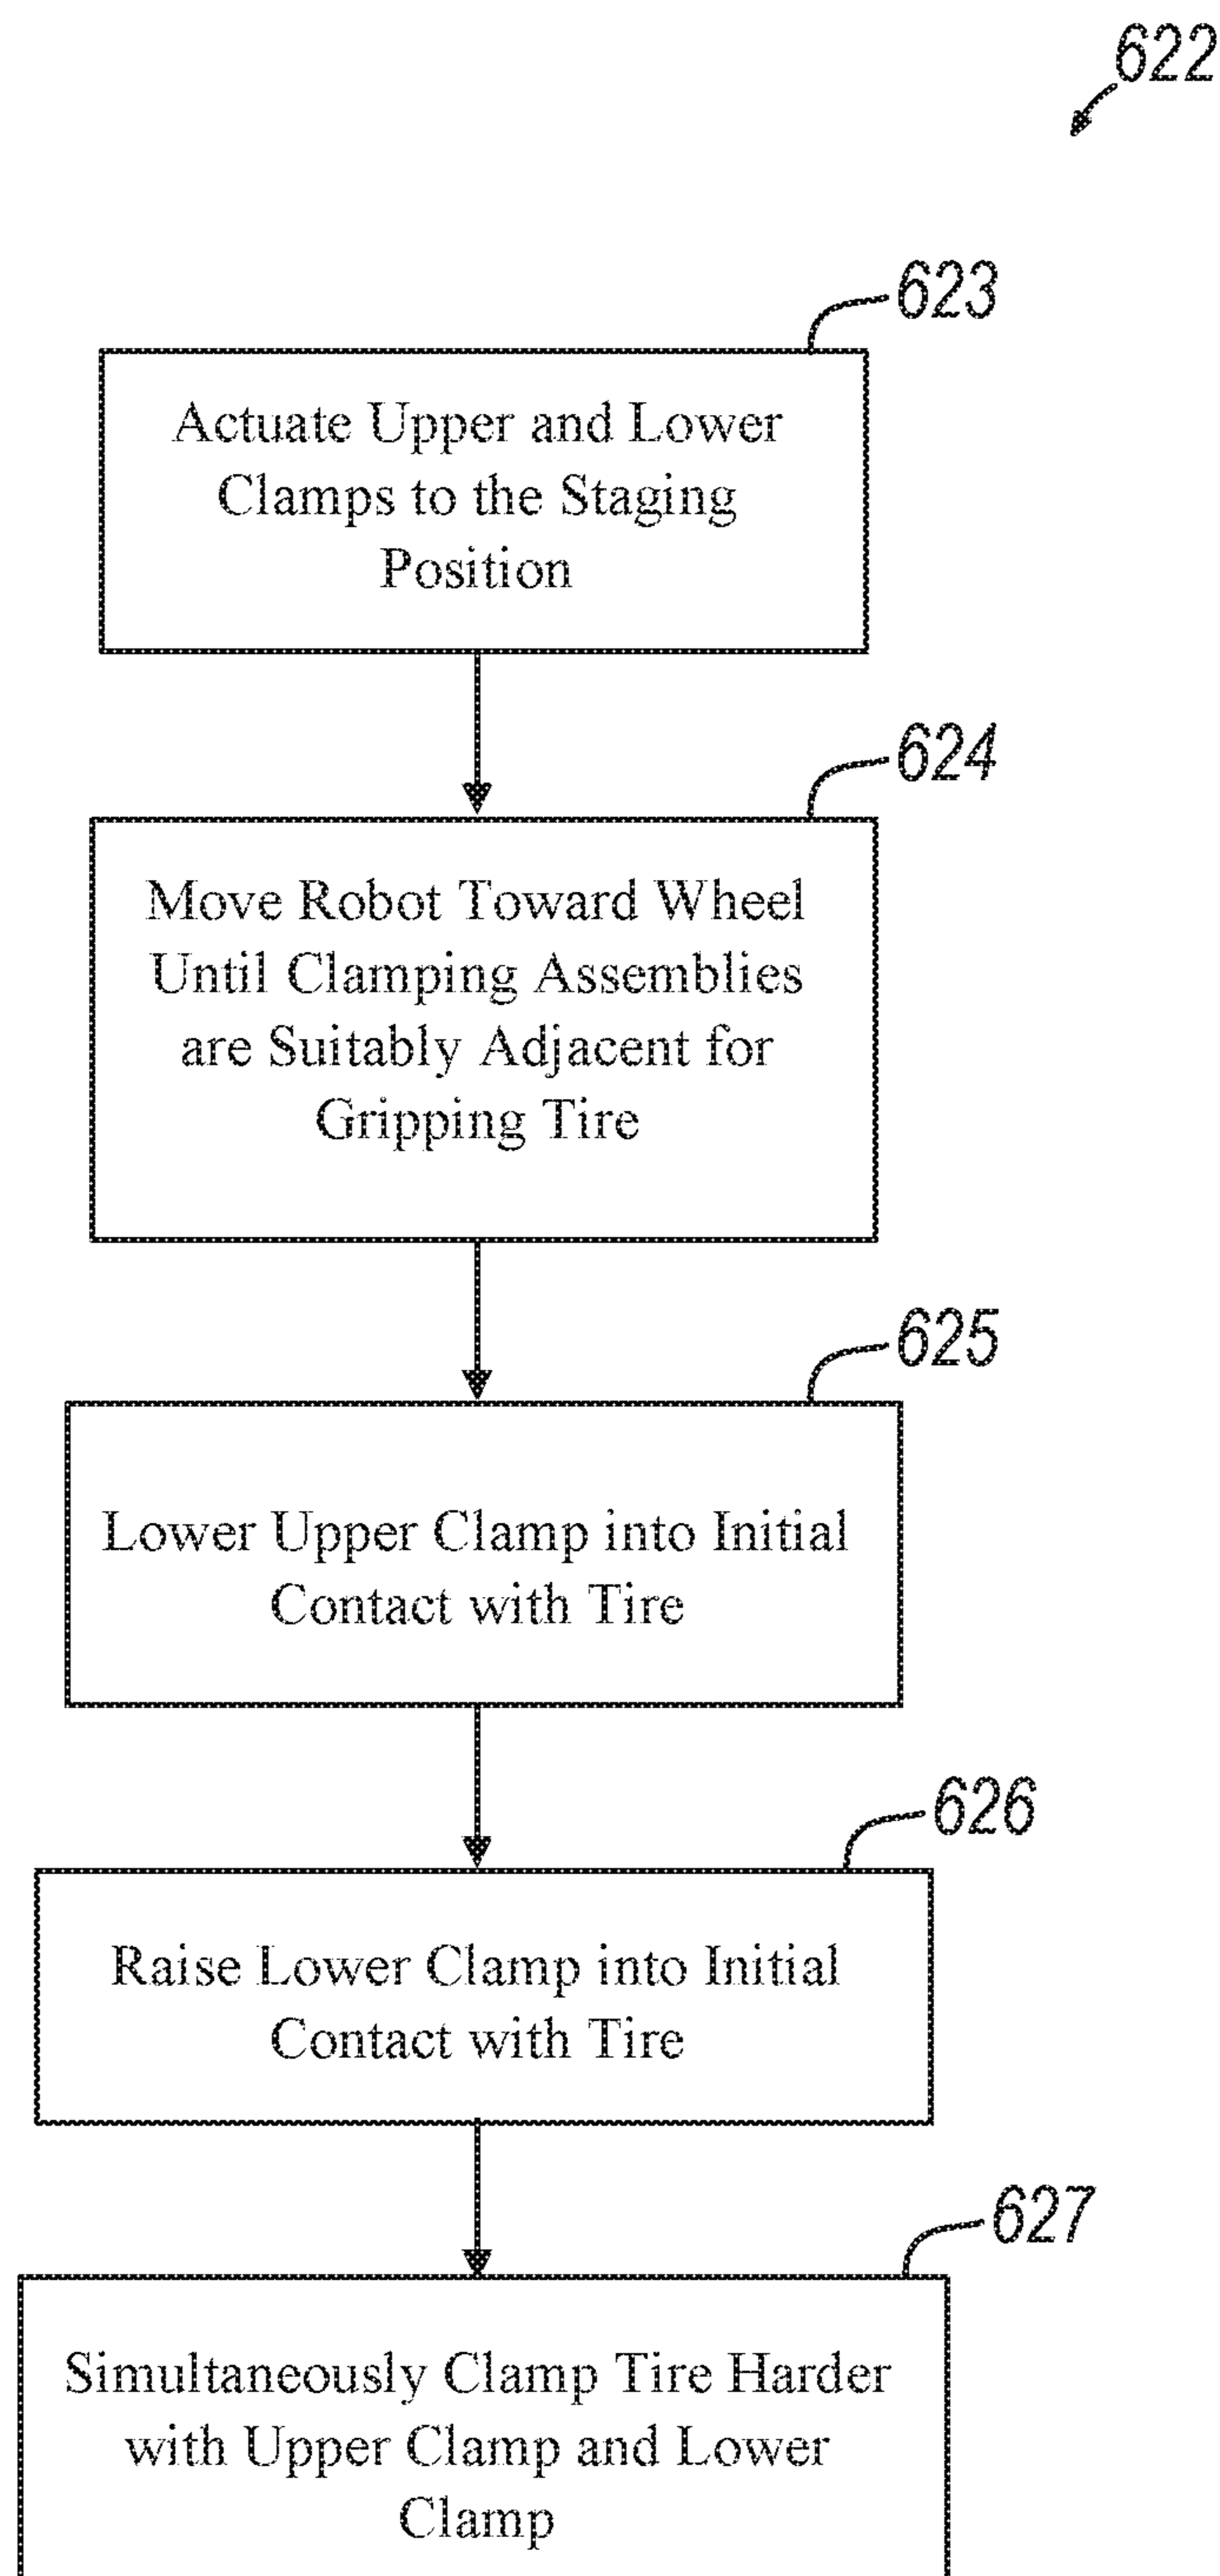 622
623
Actuate Upper and Lower
Clamps to the Staging
Position
624
Move Robot Toward Wheel
Until Clamping Assemblies
are Suitably Adjacent for
Gripping Tire
625
Lower Upper Clamp into Initial
Contact with Tire
626
Raise Lower Clamp into Initial
Contact with Tire
627
Simultaneously Clamp Tire Harder
with Upper Clamp and Lower
Clamp